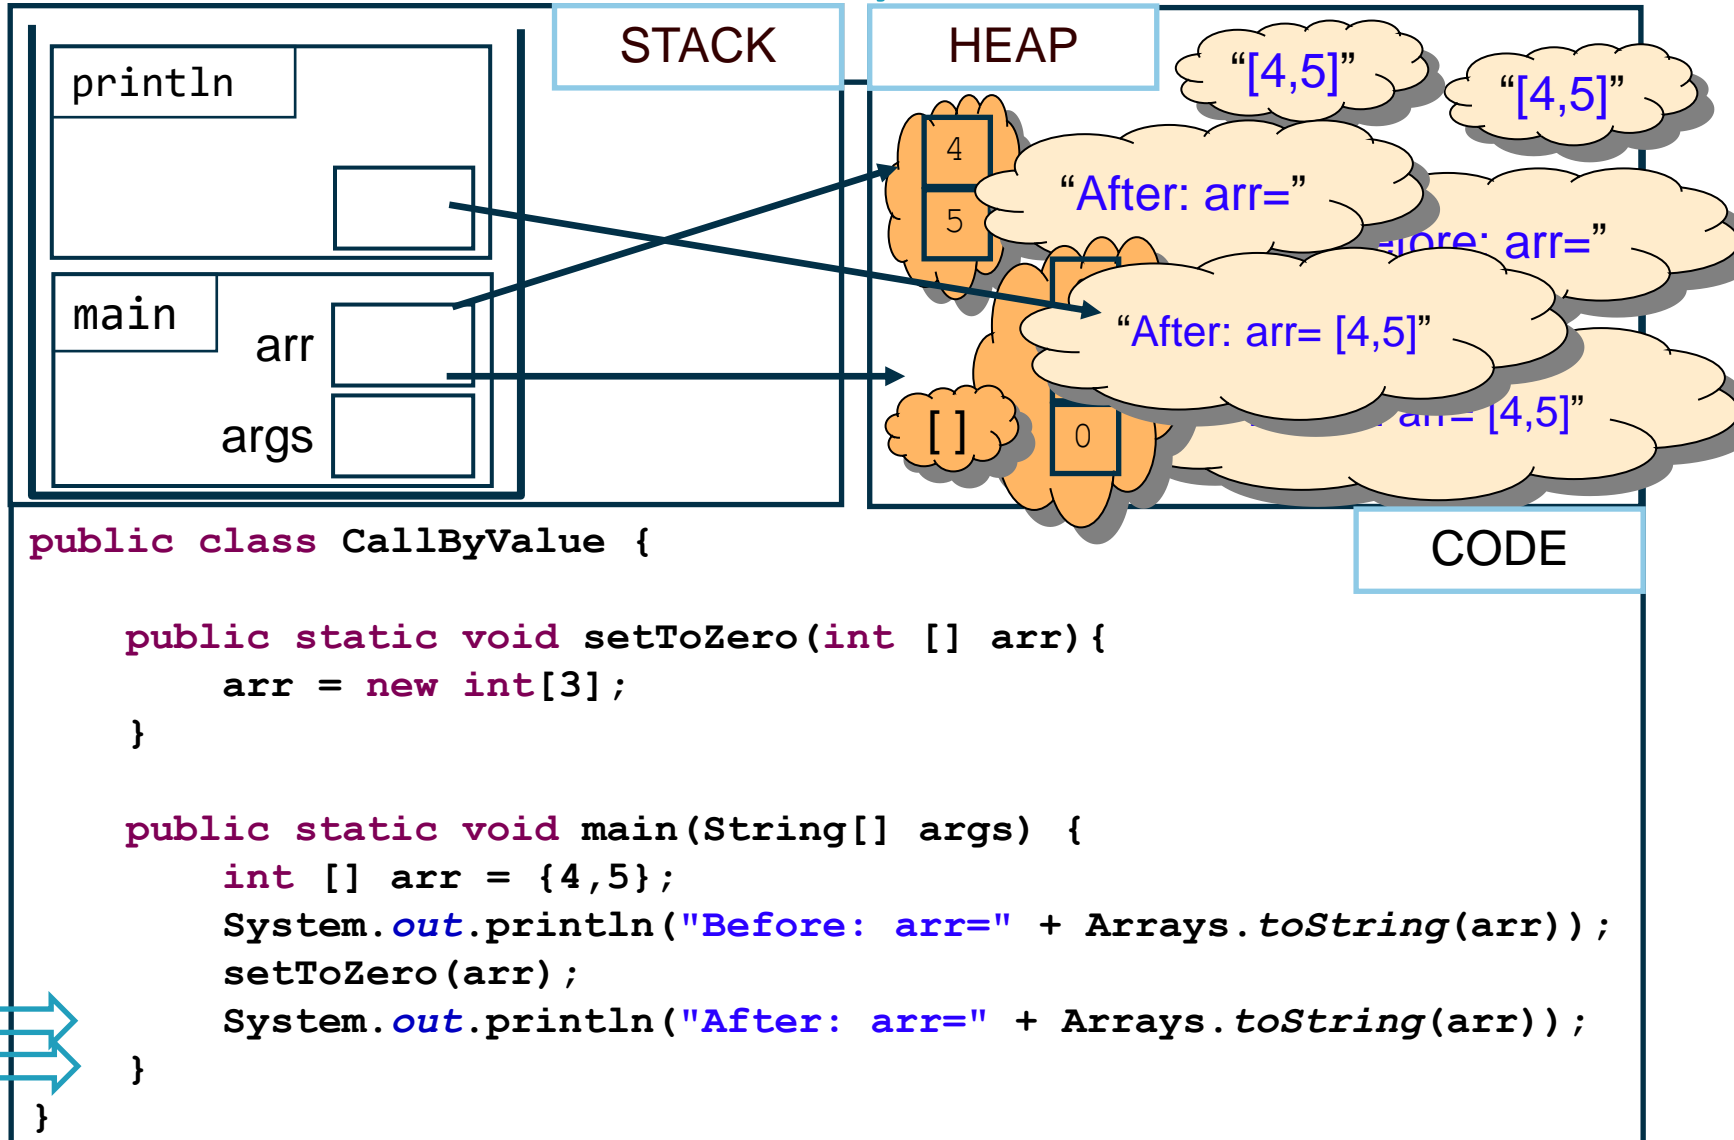 STACK
HEAP
println
main
arr
args
"[4,5]"
"[4,5]"
4
5
“After: arr=”
arr=”
“After: arr= [4,5]”
[4,5]”
[]
0
CODE
public class CallByValue {
public static void setToZero(int [] arr){
arr = new int[3];
}
public static void main(String[] args) {
int [] arr = {4,5};
System.out.println("Before: arr=" + Arrays.toString(arr));
setToZero(arr);
System.out.println("After: arr=" + Arrays.toString(arr));
}
}